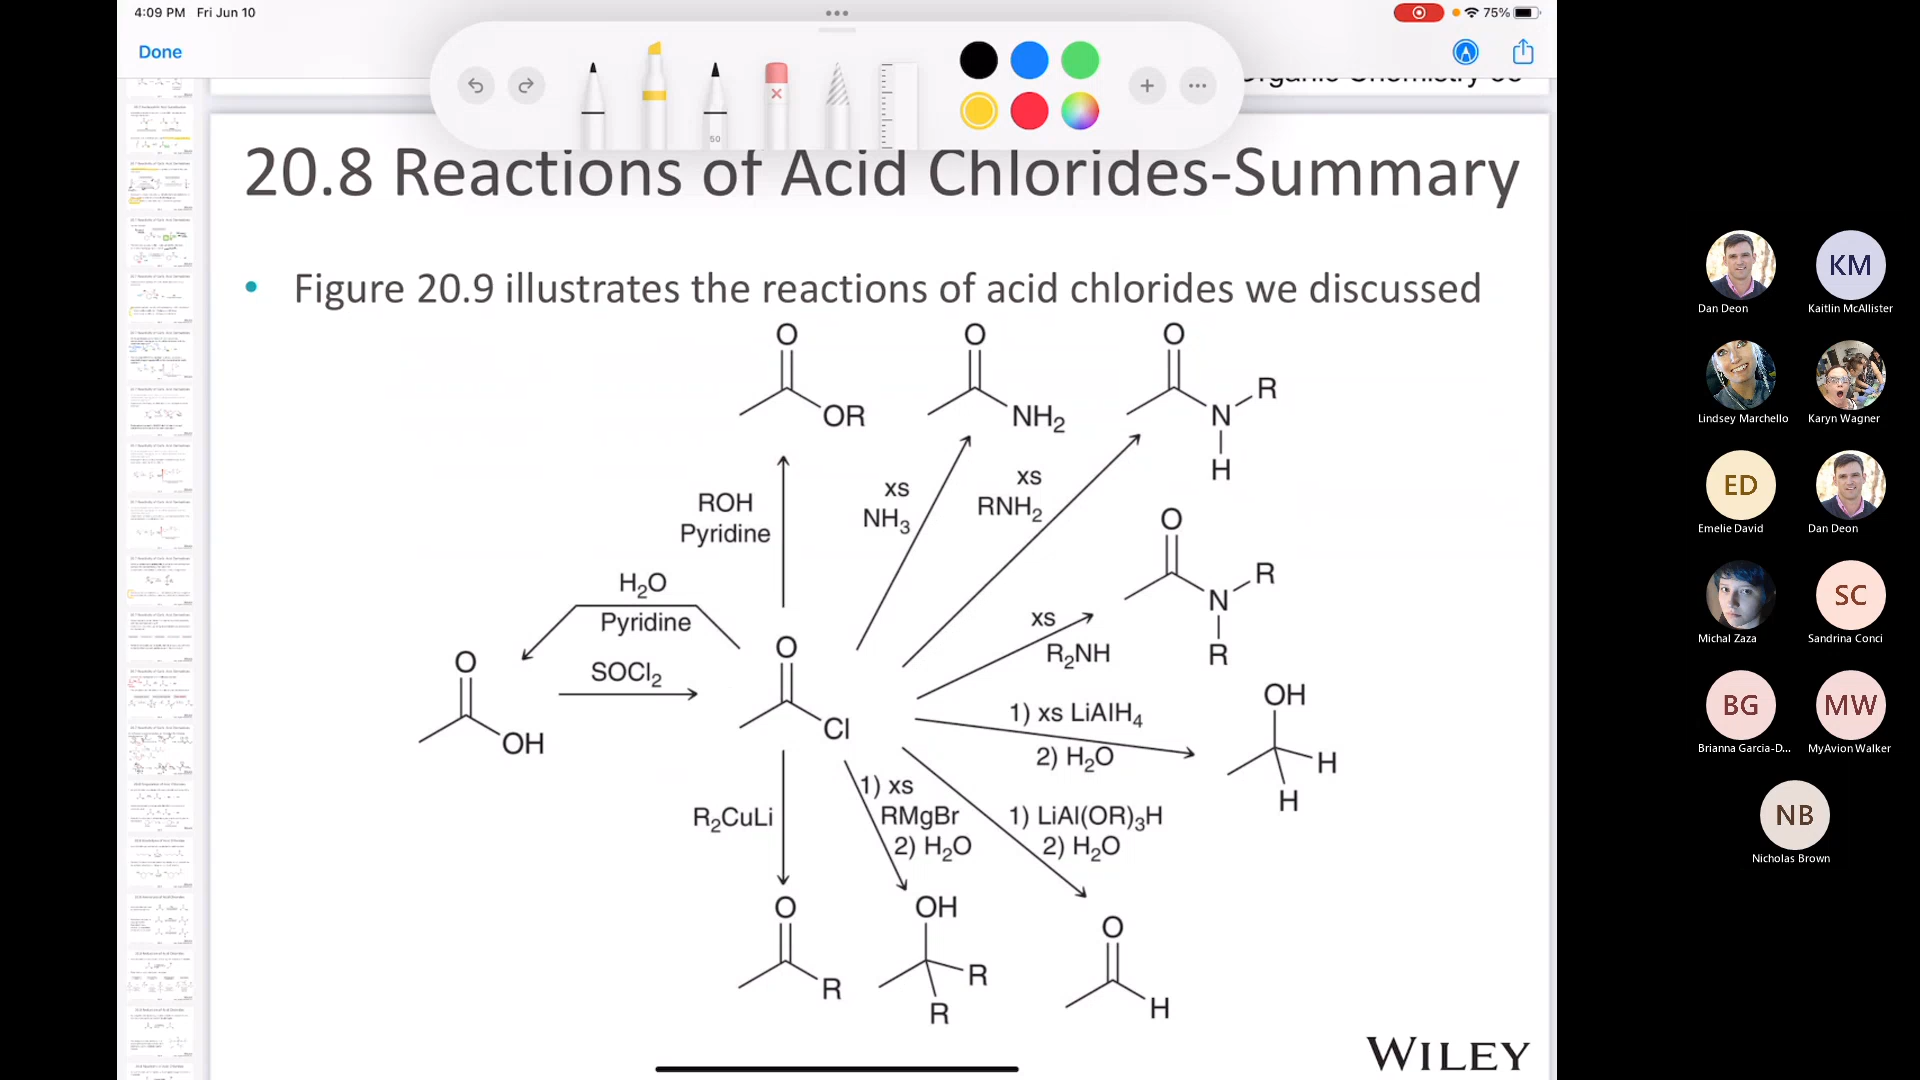 4:09 PM Fri Jun 10
75%
Done
50
20.8 Reactions of Acid Chlorides-Summary
• Figure 20.9 illustrates the reactions of acid chlorides we discussed
O
OR
O
NH2
O
N
R
H
ROH
Pyridine
xs
NH3
xs
RNH2
O
N
R
R
H2O
Pyridine
xs
R2NH
SOCl2
O
OH
O
Cl
1) xs LiAlH4
2) H2O
OH
H
H
R2CuLi
1) xs
RMgBr
2) H2O
1) LiAl(OR)3H
2) H2O
O
R
OH
R
R
O
H
WILEY
Dan Deon
KM
Kaitlin McAllister
Lindsey Marchello
Karyn Wagner
ED
Emelie David
Dan Deon
Michal Zaza
SC
Sandrina Conci
BG
Brianna Garcia-D...
MW
MyAvion Walker
NB
Nicholas Brown